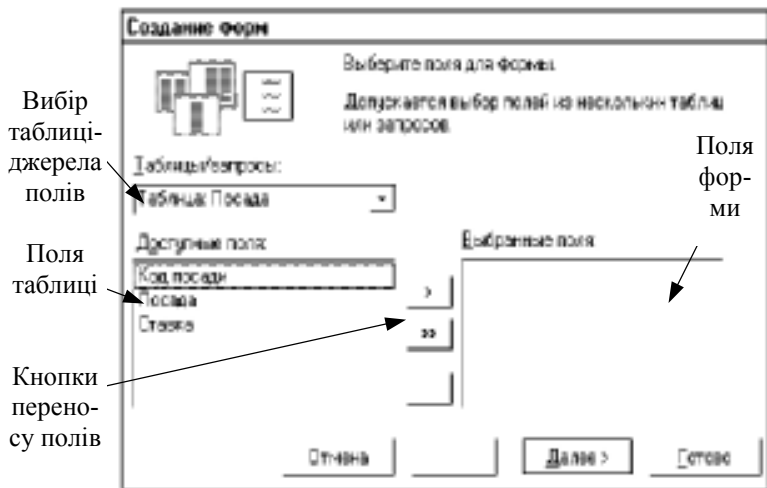 Создание форм
Выберите поля для формы.
Допускается выбор полей из нескольких таблиц
или запросов.
Вибір
таблиці-
джерела
полів
Таблицы/запросы:
Таблица: Посада
Поля
фор-
ми
Доступные поля:
Выбранные поля:
Поля
таблиці
Код посади
Посада
Ставка
>
>>
Кнопки
перено-
су полів
Отмена
Далее >
Готово